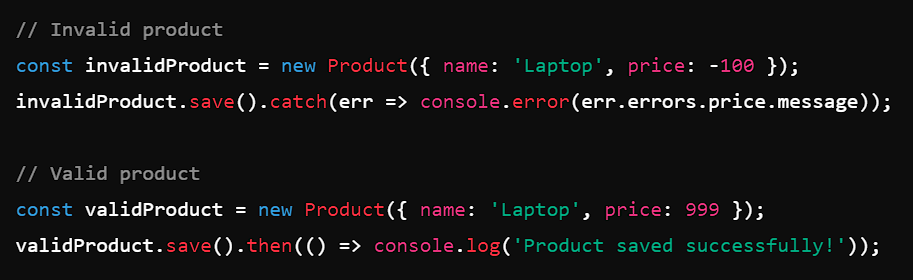 // Invalid product
const invalidProduct = new Product({ name: 'Laptop', price: -100 });
invalidProduct.save().catch(err => console.error(err.errors.price.message));

// Valid product
const validProduct = new Product({ name: 'Laptop', price: 999 });
validProduct.save().then(() => console.log('Product saved successfully!'));